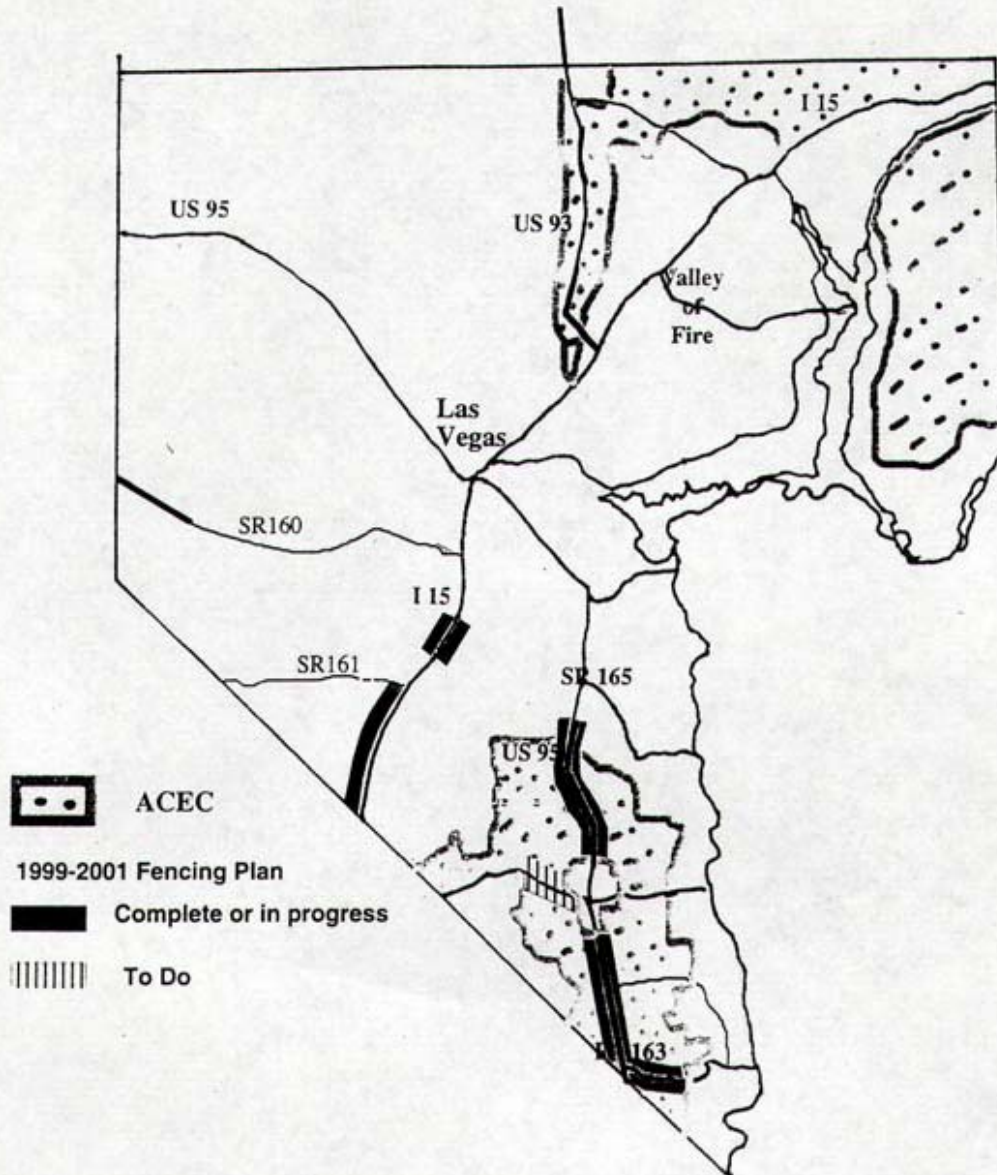 I 15
US 95
US 93
Valley
of
Fire
Las
Vegas
SR160
I 15
SR161
SR 165
US 95
ACEC
1999-2001 Fencing Plan
Complete or in progress
To Do
163